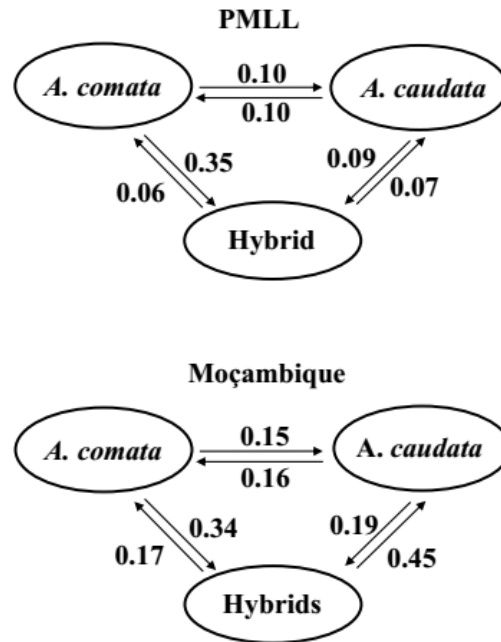 PMLL
A. comata
0.10
A. caudata
0.10
0.35
0.09
0.06
0.07
Hybrid
Moçambique
A. comata
0.15
A. caudata
0.16
0.34
0.19
0.17
0.45
Hybrids